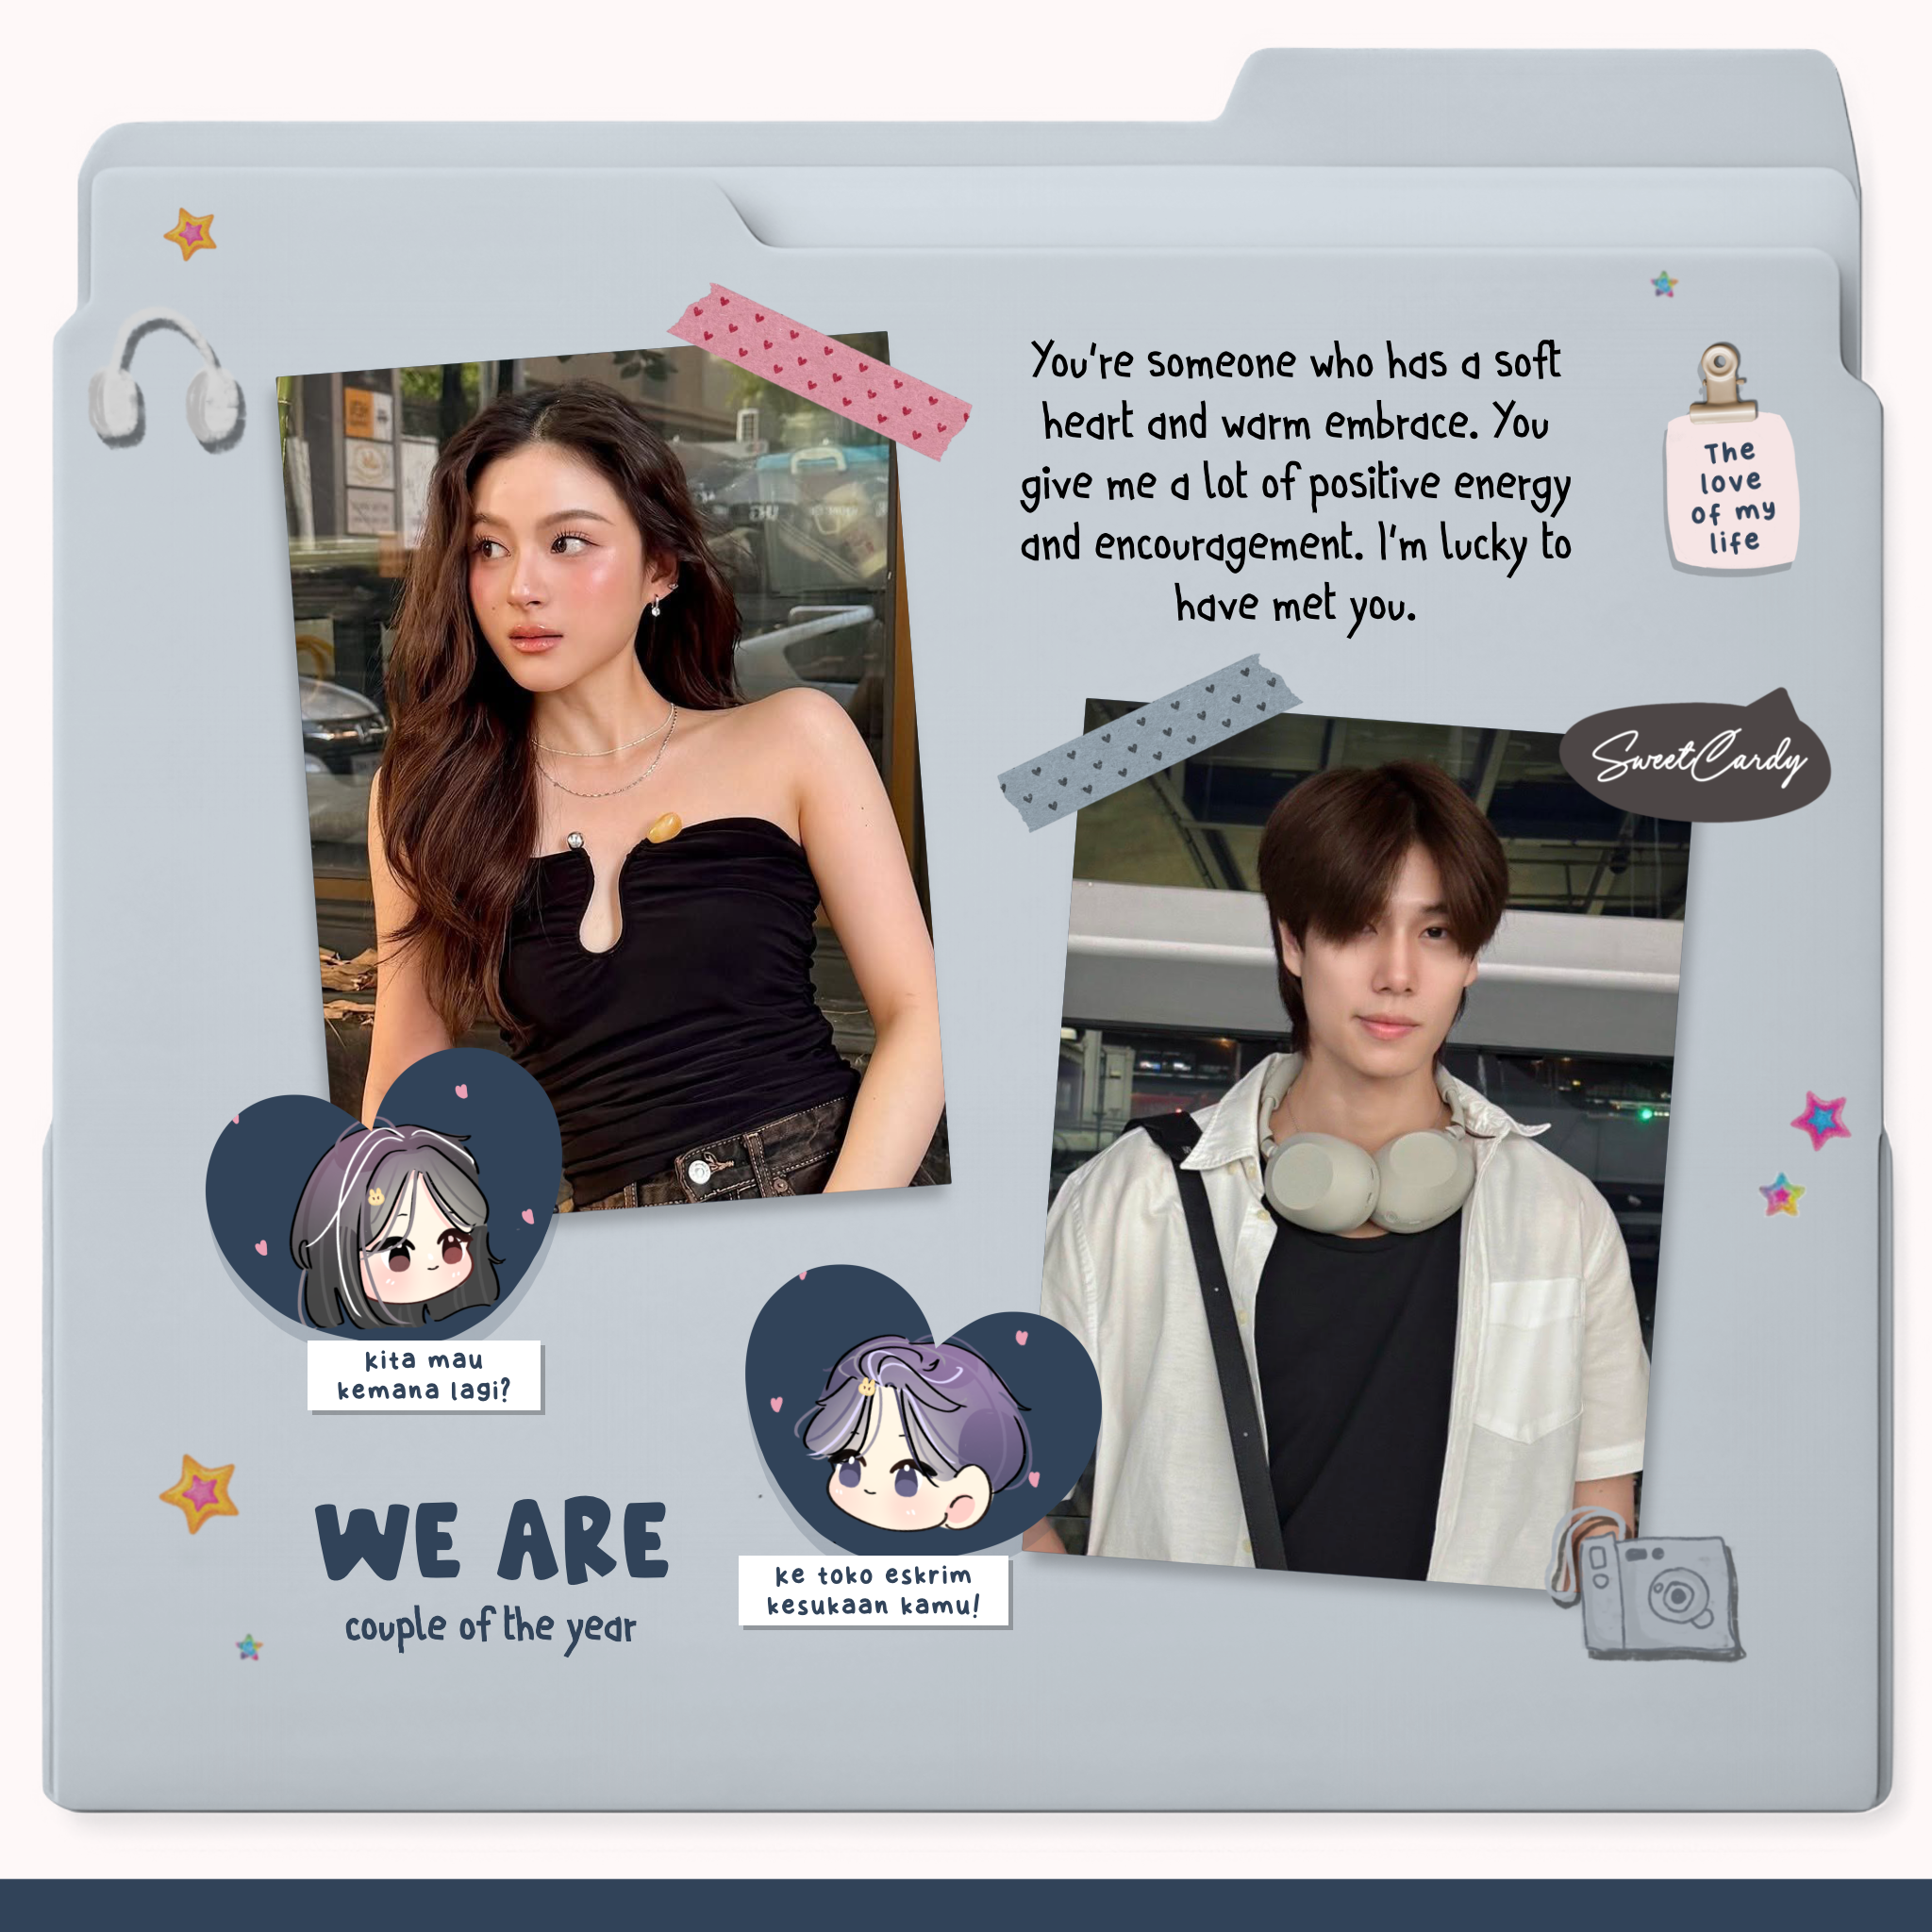 You're someone who has a soft
heart and warm embrace. You
give me a lot of positive energy
and encouragement. I'm lucky to
have met you.
The
love
of my
life
SweetCardy
kita mau
kemana lagi?
ke toko eskrim
kesukaan kamu!
WE ARE
couple of the year